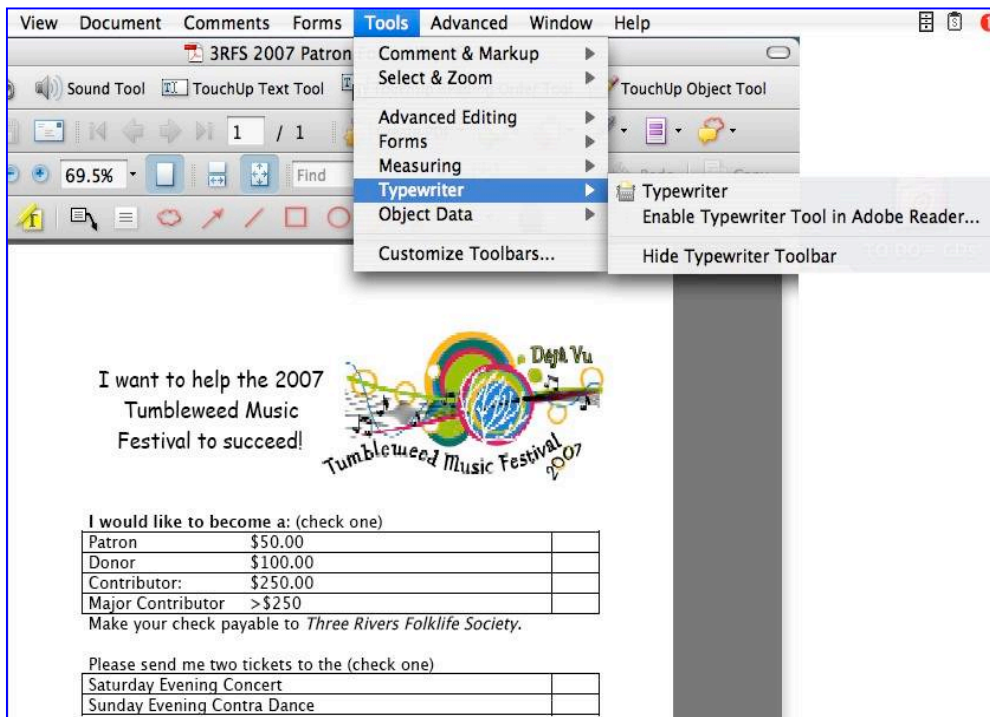 View Document Comments Forms Tools Advanced Window Help
3RFS 2007 Patron
Comment & Markup
Select & Zoom
Advanced Editing
Forms
Measuring
Typewriter
Object Data
Customize Toolbars...
Typewriter
Enable Typewriter Tool in Adobe Reader...
Hide Typewriter Toolbar
Sound Tool TouchUp Text Tool TouchUp Object Tool
1 / 1
69.5% Find
I want to help the 2007
Tumbleweed Music
Festival to succeed!
Déjà Vu
Tumbleweed Music Festival 2007
I would like to become a: (check one)
Patron $50.00
Donor $100.00
Contributor: $250.00
Major Contributor >$250
Make your check payable to Three Rivers Folklife Society.
Please send me two tickets to the (check one)
Saturday Evening Concert
Sunday Evening Contra Dance